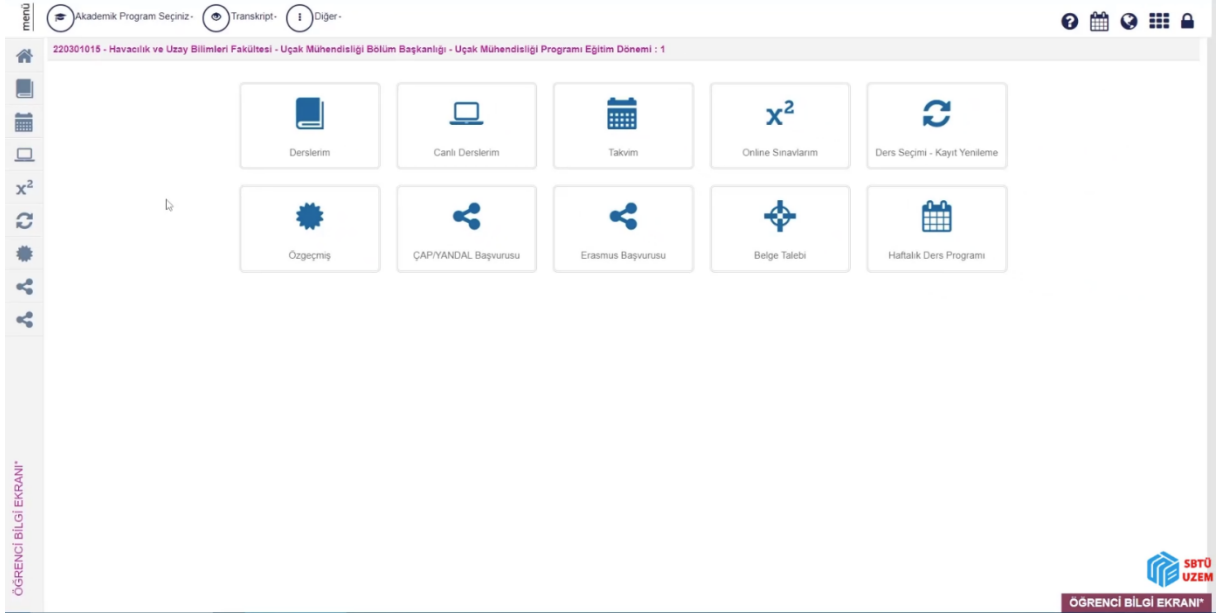 menü
Akademik Program Seçiniz-
Transkript-
Diğer-
220301015 - Havacılık ve Uzay Bilimleri Fakültesi - Uçak Mühendisliği Bölüm Başkanlığı - Uçak Mühendisliği Programı Eğitim Dönemi : 1
Derslerim
Canlı Derslerim
Takvim
x²
Online Sınavlarım
Ders Seçimi - Kayıt Yenileme
x²
Özgeçmiş
ÇAP/YANDAL Başvurusu
Erasmus Başvurusu
Belge Talebi
Haftalık Ders Programı
ÖĞRENCİ BİLGİ EKRANI*
SBTÜ
UZEM
ÖĞRENCİ BİLGİ EKRANI*